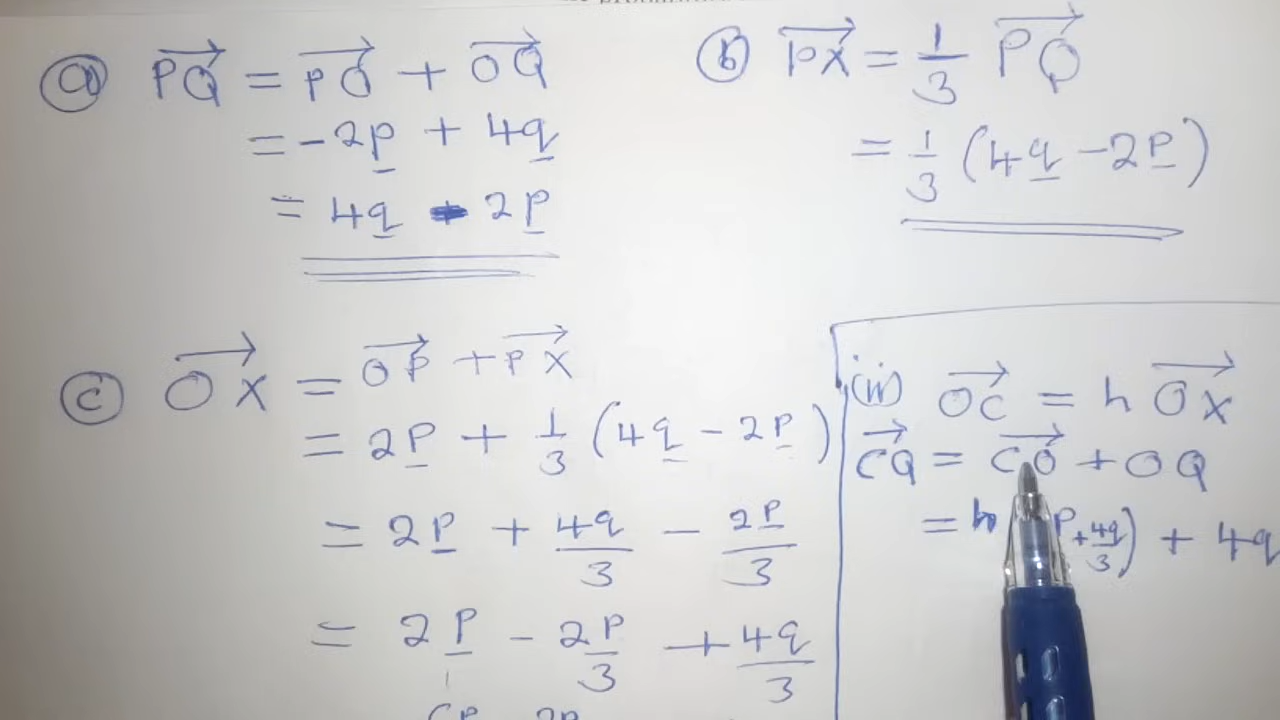 (a) PQ = PO + OQ
= -2p + 4q
= 4q - 2p
(b) PX = 1/3 PQ
= 1/3 (4q - 2p)
(c) OX = OP + PX
= 2p + 1/3 (4q - 2p)
= 2p + 4q/3 - 2p/3
= 2p - 2p/3 + 4q/3
(ii) OC = h OX
CQ = CO + OQ
= h p + 4q/3) + 4q